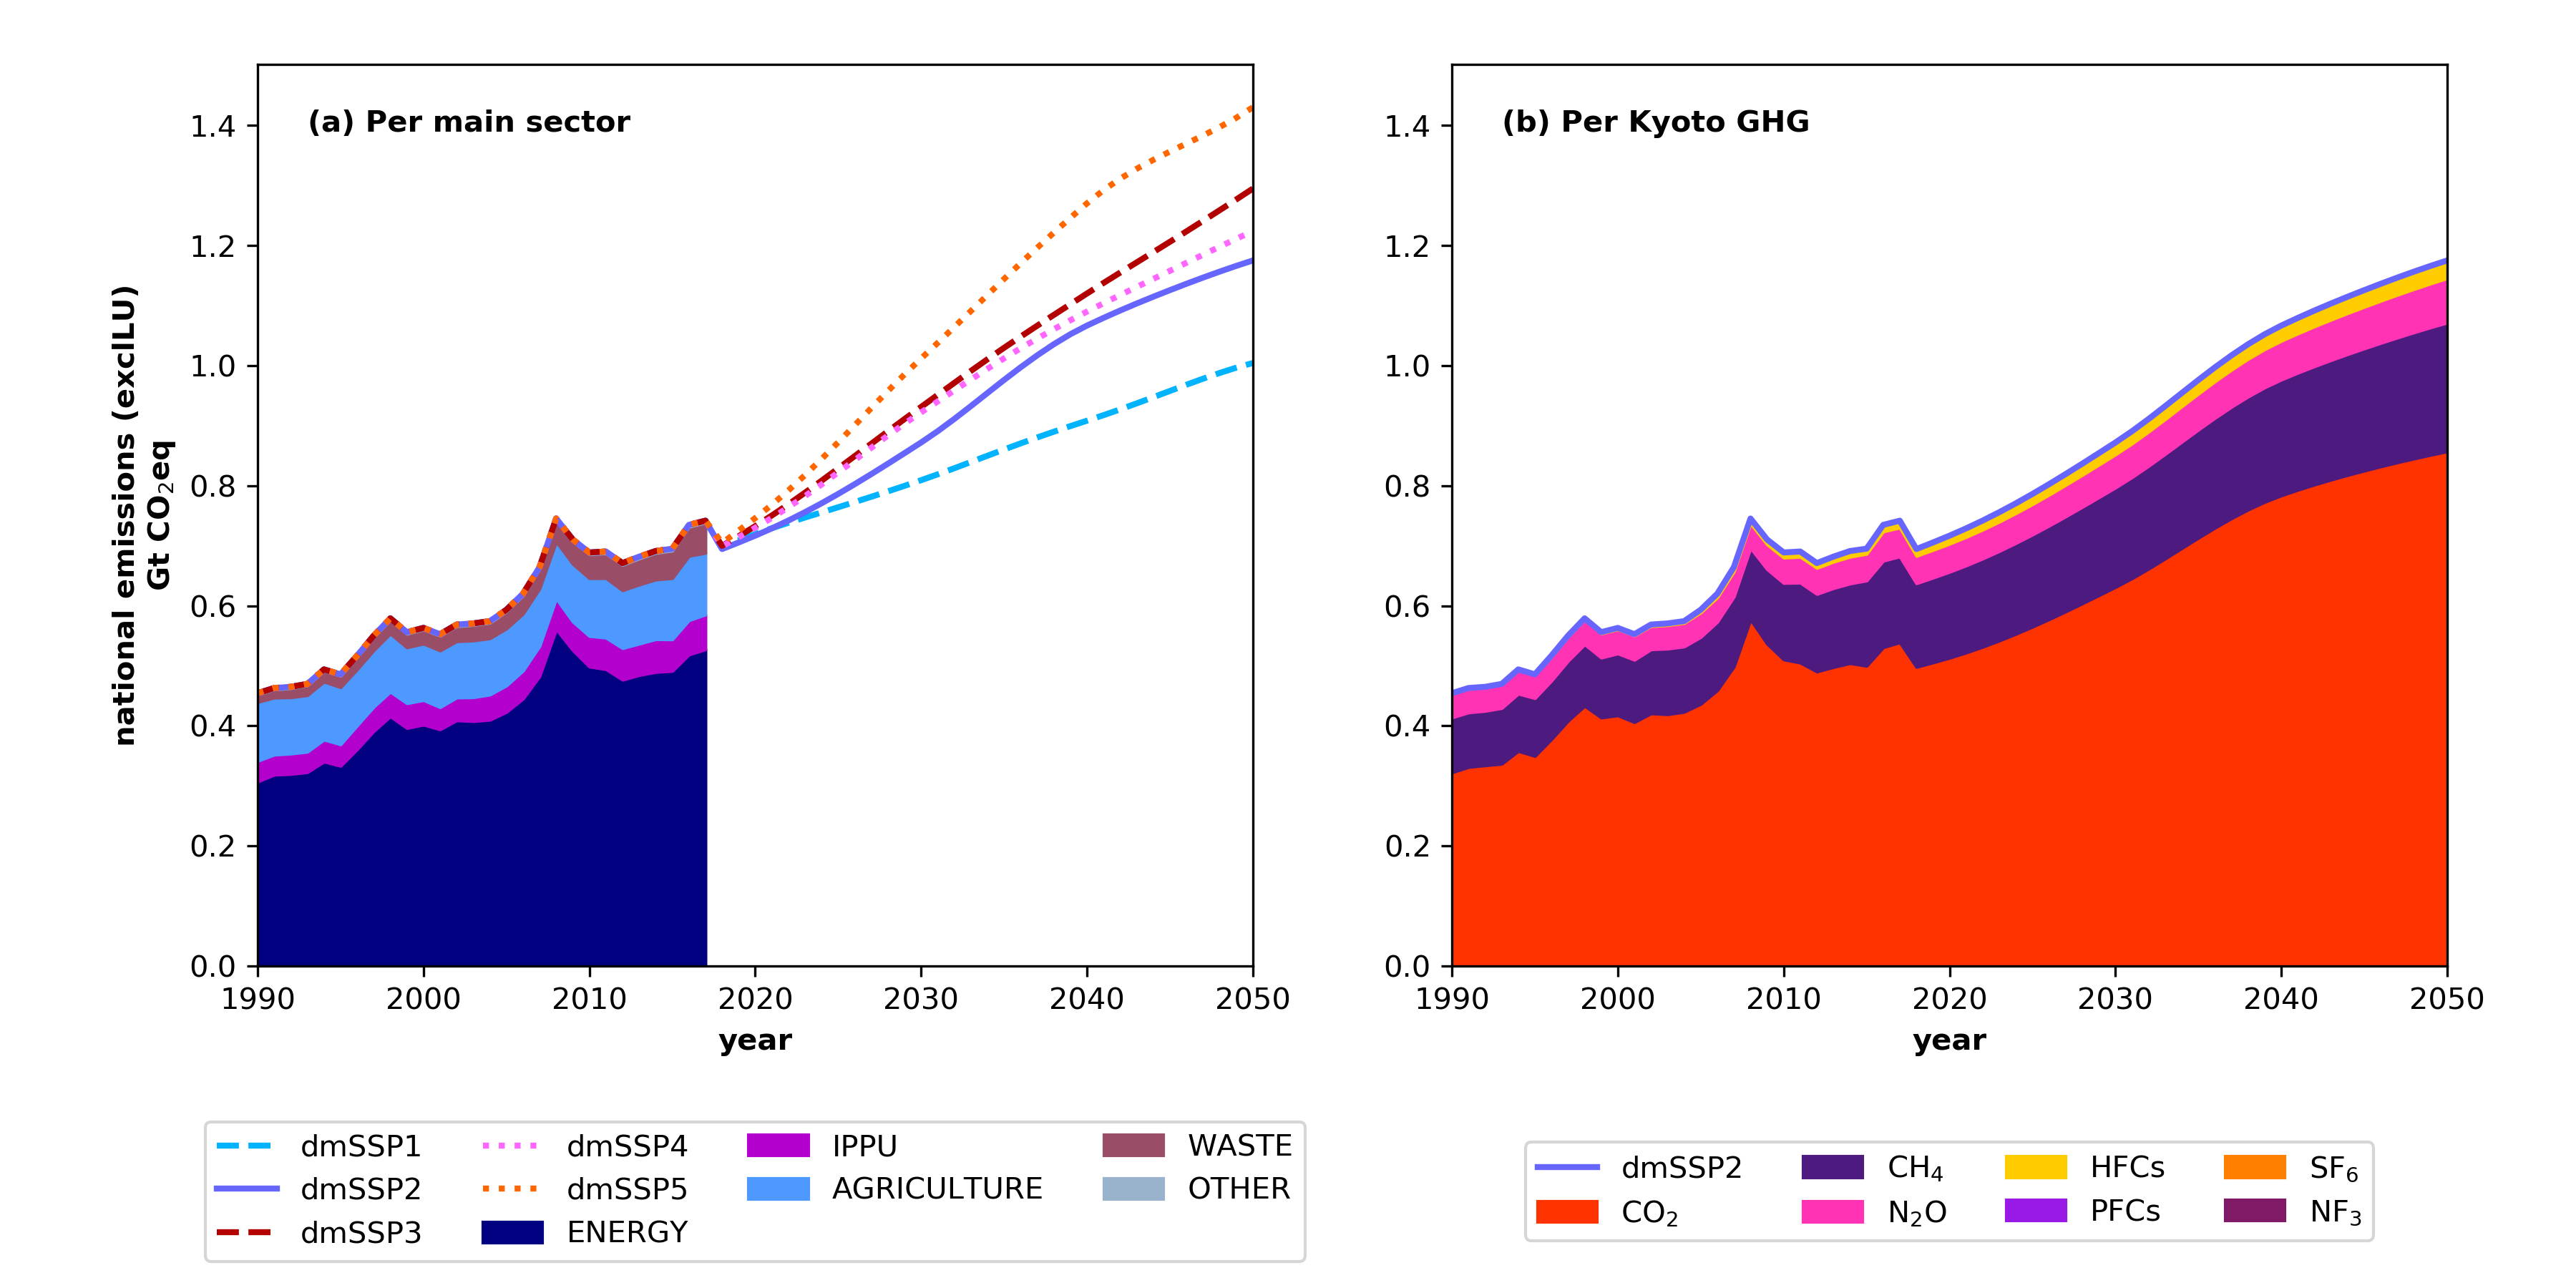 (a) Per main sector
1.4
1.2
1.0
0.8
0.6
0.4
0.2
0.0
national emissions (exclLU)
Gt CO₂eq
1990 2000 2010 2020 2030 2040 2050
year
dmSSP1
dmSSP2
dmSSP3
dmSSP4
dmSSP5
ENERGY
IPPU
AGRICULTURE
WASTE
OTHER
(b) Per Kyoto GHG
1.4
1.2
1.0
0.8
0.6
0.4
0.2
0.0
1990 2000 2010 2020 2030 2040 2050
year
dmSSP2
CO₂
CH₄
N₂O
HFCs
PFCs
SF₆
NF₃